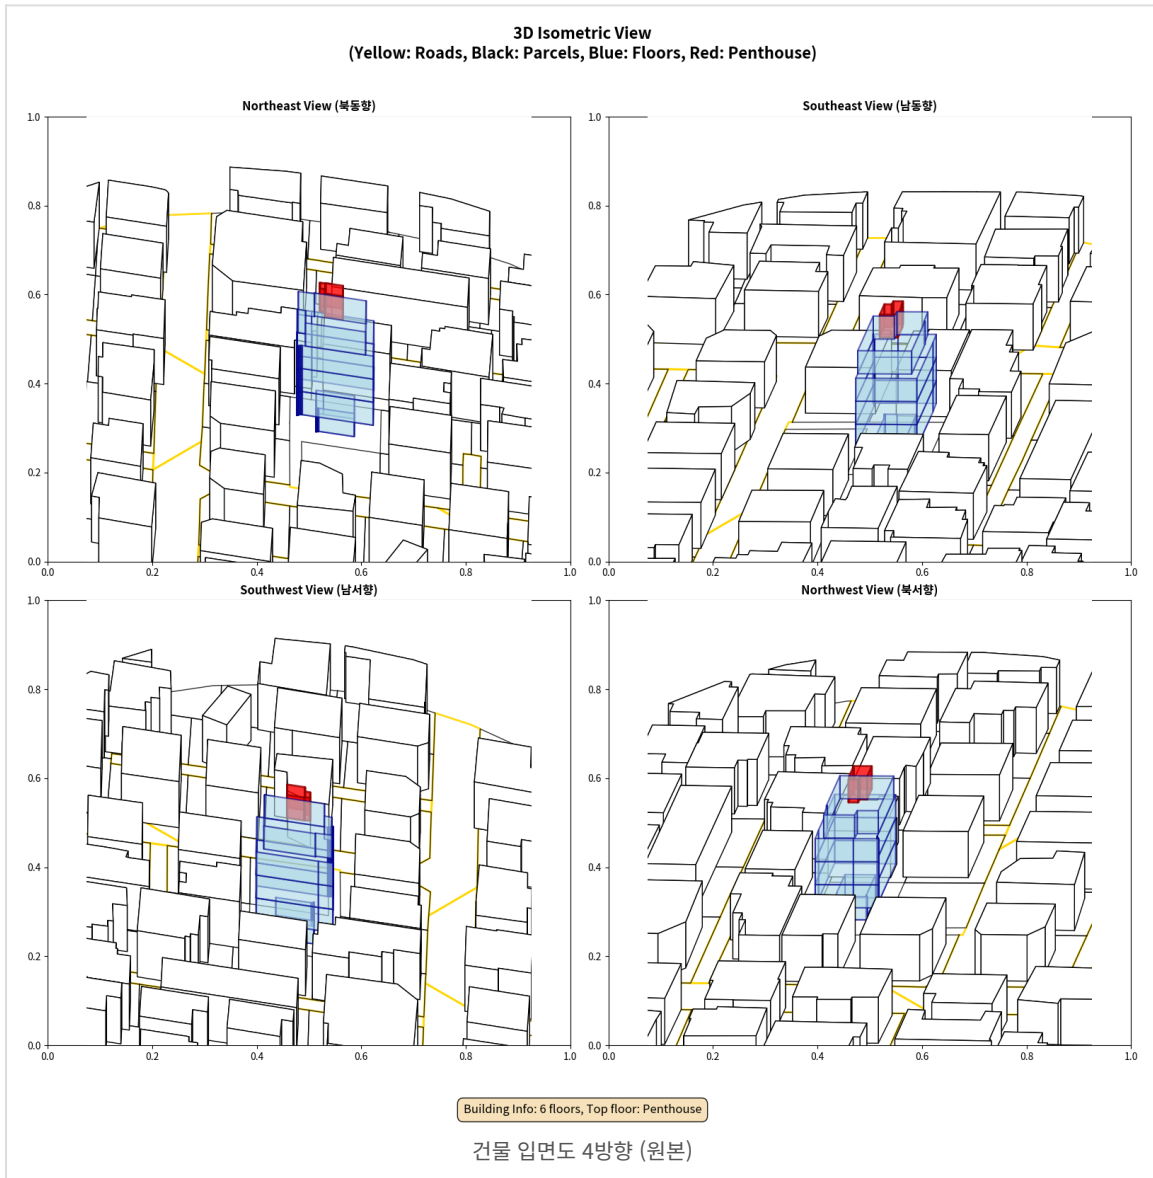 3D Isometric View
(Yellow: Roads, Black: Parcels, Blue: Floors, Red: Penthouse)
Northeast View (북동향)
1.0
0.8
0.6
0.4
0.2
0.0
0.0 0.2 0.4 0.6 0.8 1.0
Southeast View (남동향)
1.0
0.8
0.6
0.4
0.2
0.0
0.0 0.2 0.4 0.6 0.8 1.0
Southwest View (남서향)
1.0
0.8
0.6
0.4
0.2
0.0
0.0 0.2 0.4 0.6 0.8 1.0
Northwest View (북서향)
1.0
0.8
0.6
0.4
0.2
0.0
0.0 0.2 0.4 0.6 0.8 1.0
Building Info: 6 floors, Top floor: Penthouse
건물 입면도 4방향 (원본)